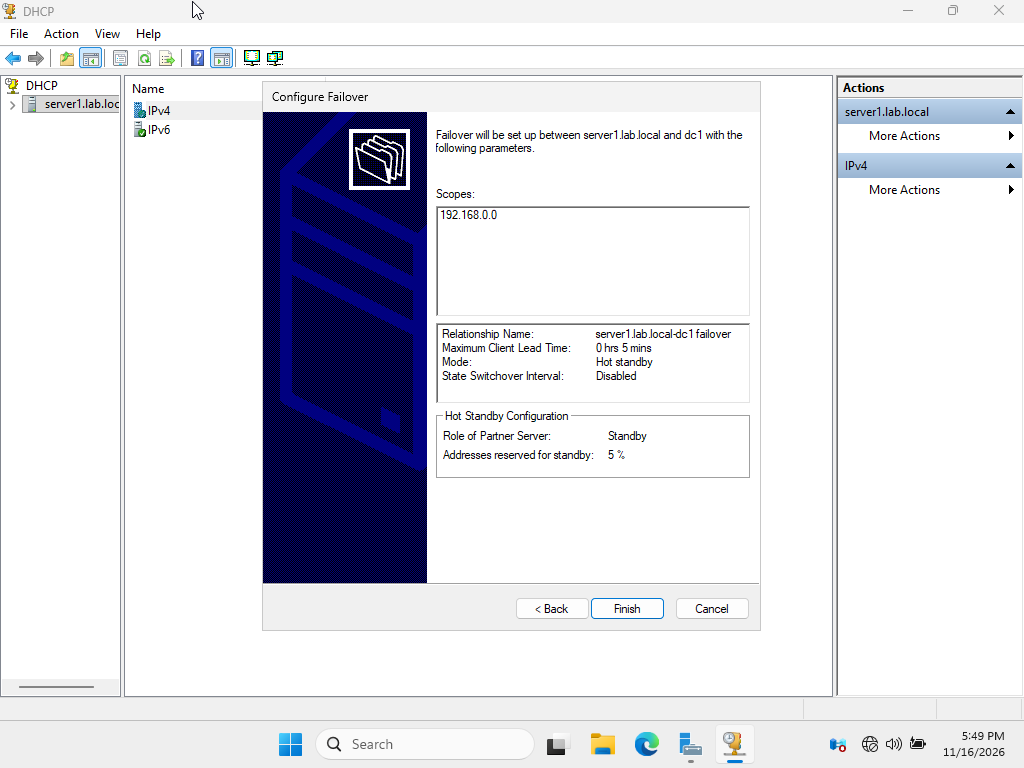 DHCP
File Action View Help
DHCP
server1.lab.loc
Name
IPv4
IPv6
Configure Failover
Failover will be set up between server1.lab.local and dc1 with the
following parameters.
Scopes:
192.168.0.0
Relationship Name: server1.lab.local-dc1 failover
Maximum Client Lead Time: 0 hrs 5 mins
Mode: Hot standby
State Switchover Interval: Disabled
Hot Standby Configuration
Role of Partner Server: Standby
Addresses reserved for standby: 5 %
< Back Finish Cancel
Actions
server1.lab.local
More Actions
IPv4
More Actions
Search
5:49 PM
11/16/2026